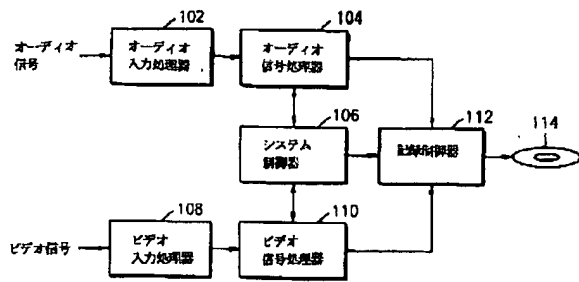 102
104
オーディオ
信号
オーディオ
入力処理器
オーディオ
信号処理器
106
112
114
システム
制御器
記録制御器
108
110
ビデオ信号
ビデオ
入力処理器
ビデオ
信号処理器